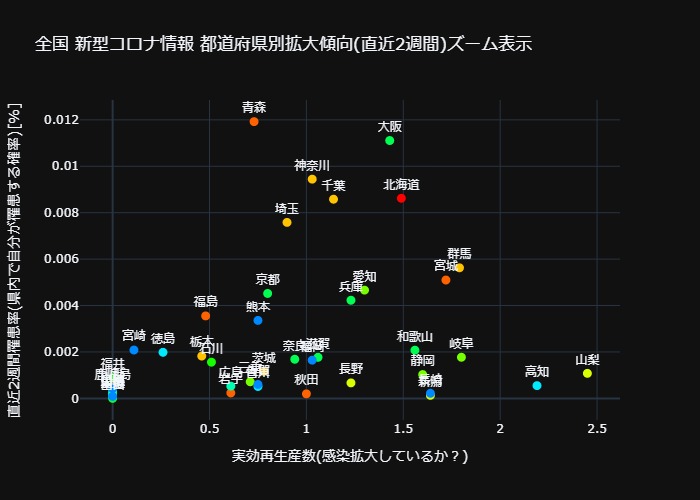 全国 新型コロナ情報 都道府県別拡大傾向(直近2週間)ズーム表示
直近2週間罹患率(県内で自分が罹患する確率)[%]
0.012
0.01
0.008
0.006
0.004
0.002
0
青森
大阪
神奈川
千葉
北海道
埼玉
群馬
宮城
京都
愛知
兵庫
福島
熊本
宮崎
徳島
栃木
石川
奈良
和歌山
岐阜
茨城
静岡
長野
山梨
高知
秋田
広島
岩手
福井
0
0.5
1
1.5
2
2.5
実効再生産数(感染拡大しているか？)